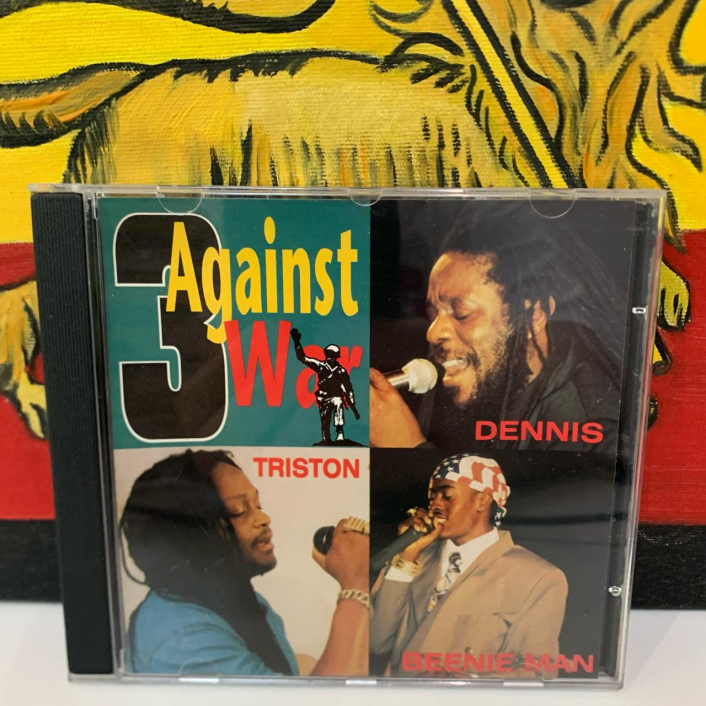 3 Against
War
DENNIS
TRISTON
BEENIE MAN